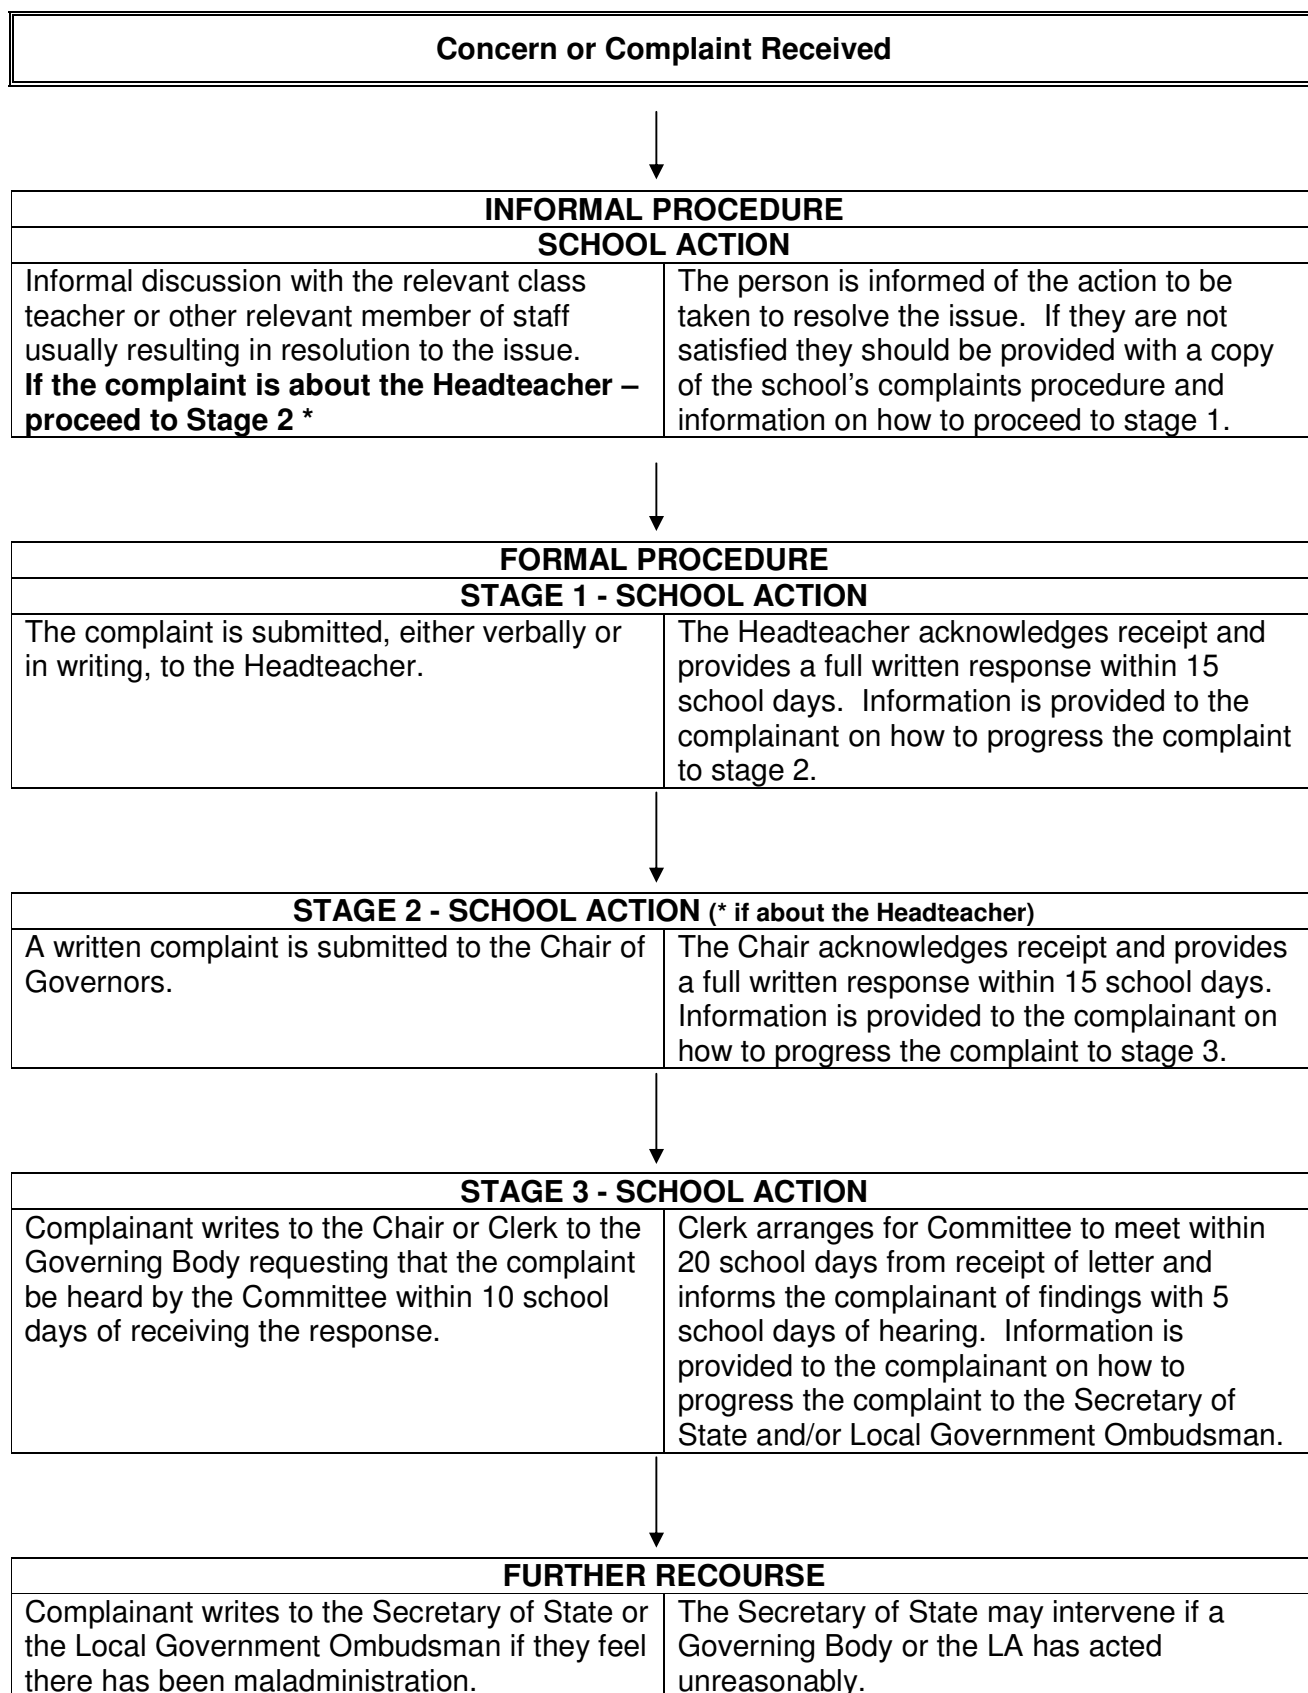 Concern or Complaint Received
INFORMAL PROCEDURE
SCHOOL ACTION
Informal discussion with the relevant class
teacher or other relevant member of staff
usually resulting in resolution to the issue.
If the complaint is about the Headteacher –
proceed to Stage 2 *
The person is informed of the action to be
taken to resolve the issue.  If they are not
satisfied they should be provided with a copy
of the school's complaints procedure and
information on how to proceed to stage 1.
FORMAL PROCEDURE
STAGE 1 - SCHOOL ACTION
The complaint is submitted, either verbally or
in writing, to the Headteacher.
The Headteacher acknowledges receipt and
provides a full written response within 15
school days.  Information is provided to the
complainant on how to progress the complaint
to stage 2.
STAGE 2 - SCHOOL ACTION (* if about the Headteacher)
A written complaint is submitted to the Chair of
Governors.
The Chair acknowledges receipt and provides
a full written response within 15 school days.
Information is provided to the complainant on
how to progress the complaint to stage 3.
STAGE 3 - SCHOOL ACTION
Complainant writes to the Chair or Clerk to the
Governing Body requesting that the complaint
be heard by the Committee within 10 school
days of receiving the response.
Clerk arranges for Committee to meet within
20 school days from receipt of letter and
informs the complainant of findings with 5
school days of hearing.  Information is
provided to the complainant on how to
progress the complaint to the Secretary of
State and/or Local Government Ombudsman.
FURTHER RECOURSE
Complainant writes to the Secretary of State or
the Local Government Ombudsman if they feel
there has been maladministration.
The Secretary of State may intervene if a
Governing Body or the LA has acted
unreasonably.